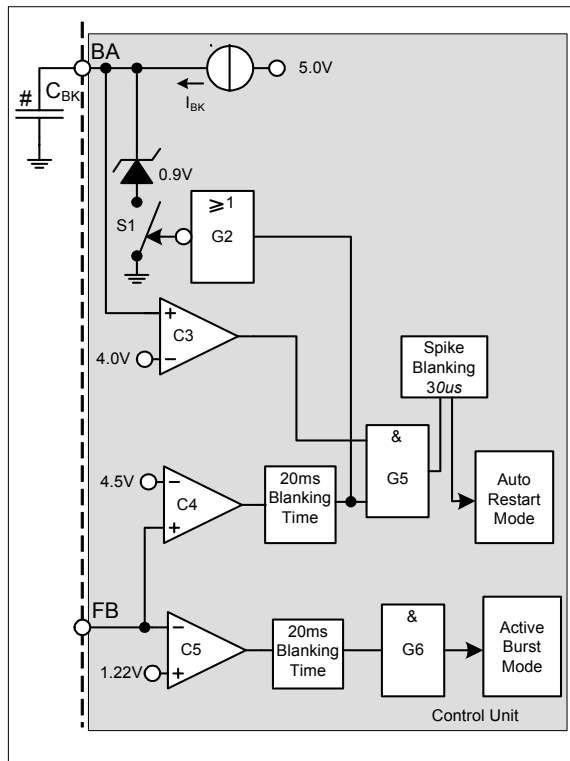 BA
5.0V
#
C_BK
I_BK
0.9V
S1
⩾1
G2
C3
4.0V
Spike
Blanking
30us
&
G5
4.5V
C4
20ms
Blanking
Time
Auto
Restart
Mode
FB
C5
1.22V
20ms
Blanking
Time
&
G6
Active
Burst
Mode
Control Unit